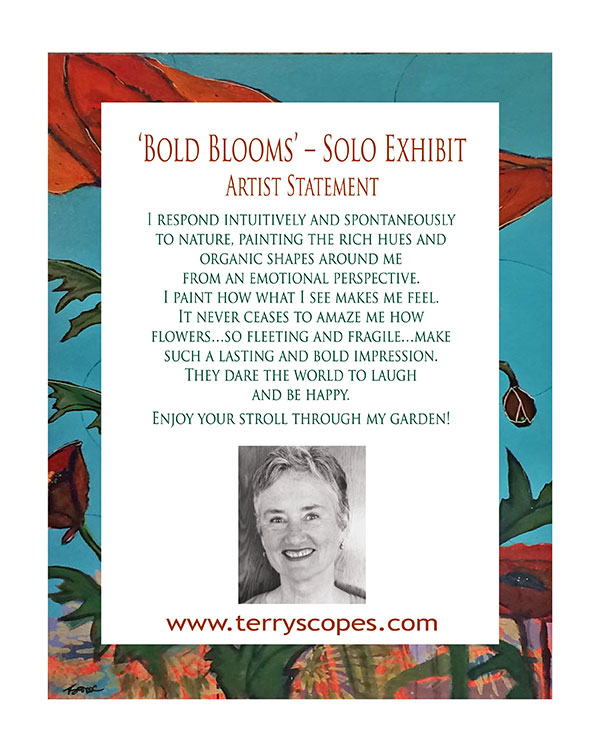 ‘Bold Blooms’ – Solo Exhibit
Artist Statement
I respond intuitively and spontaneously
to nature, painting the rich hues and
organic shapes around me
from an emotional perspective.
I paint how what I see makes me feel.
It never ceases to amaze me how
flowers...so fleeting and fragile...make
such a lasting and bold impression.
They dare the world to laugh
and be happy.
Enjoy your stroll through my garden!
www.terryscopes.com